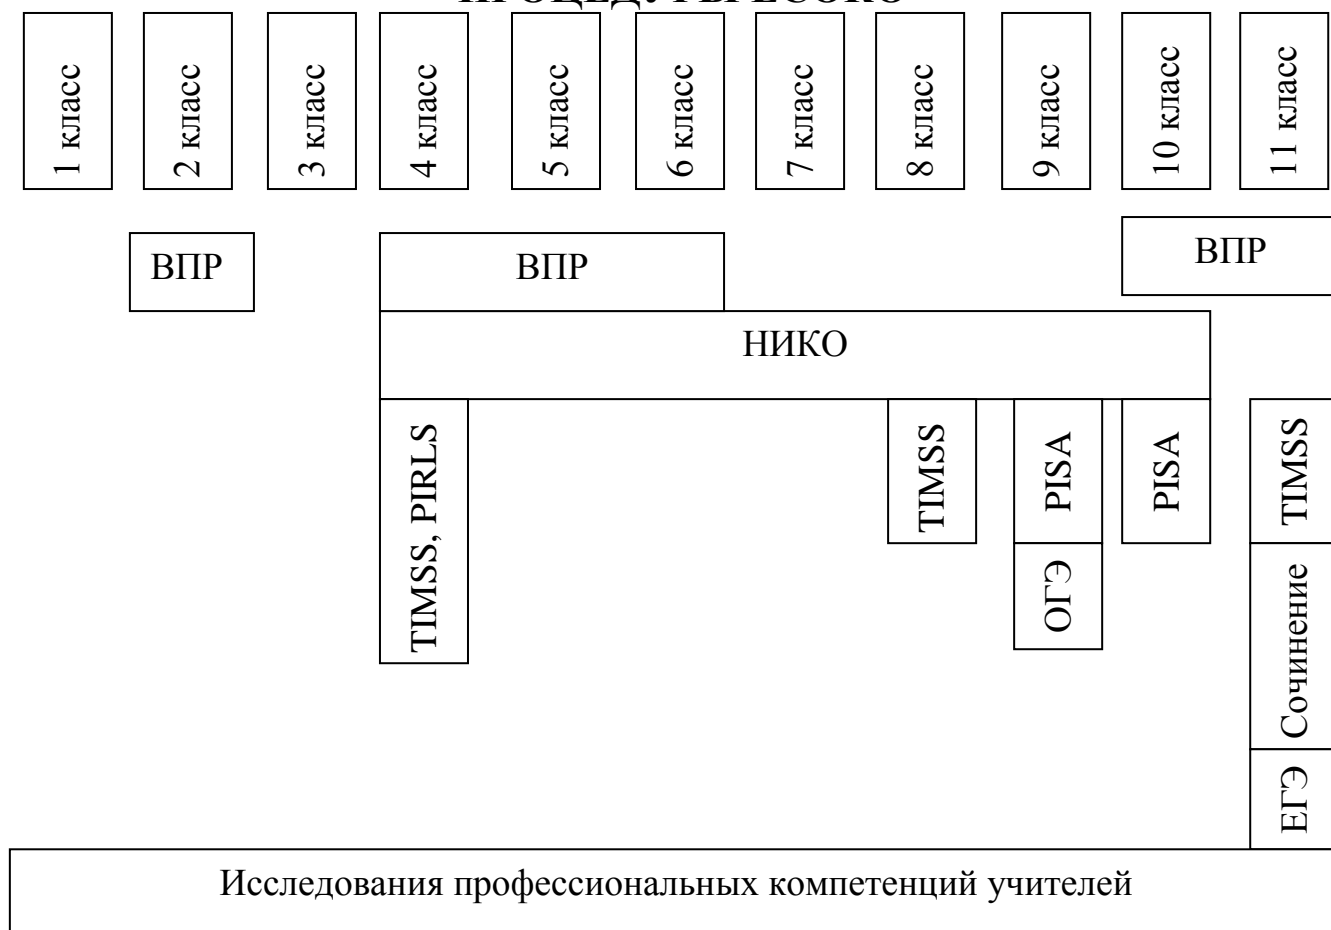 ПРОЦЕДУРЫ ЕСОКО
1 класс
2 класс
3 класс
4 класс
5 класс
6 класс
7 класс
8 класс
9 класс
10 класс
11 класс
ВПР
ВПР
ВПР
НИКО
TIMSS, PIRLS
TIMSS
PISA
PISA
TIMSS
ОГЭ
Сочинение
ЕГЭ
Исследования профессиональных компетенций учителей